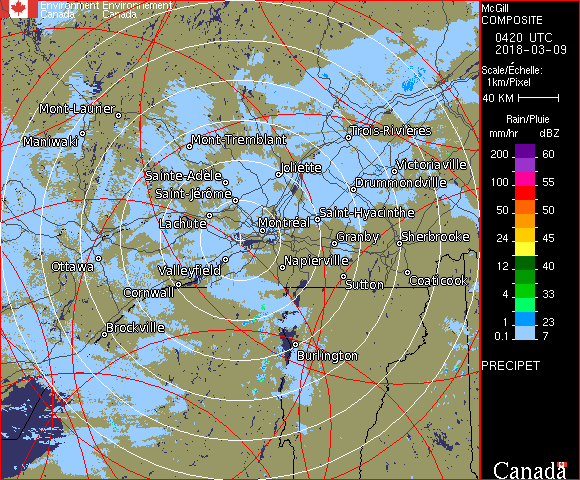 Environment Environnement
Canada Canada
McGill
COMPOSITE
0420 UTC
2018-03-09
Scale/Échelle:
1km/Pixel
40 KM
Rain/Pluie
mm/hr dBZ
200 60
100 55
50 50
24 45
12 40
4 33
1 23
0.1 7
PRECIPET
Canada
Mont-Laurier
Maniwaki
Mont-Tremblant
Trois-Rivières
Sainte-Adèle
Joliette
Victoriaville
Saint-Jérôme
Drummondville
Lachute
Montréal
Saint-Hyacinthe
Granby
Sherbrooke
Ottawa
Valleyfield
Napierville
Cornwall
Sutton
Coaticook
Brockville
Burlington